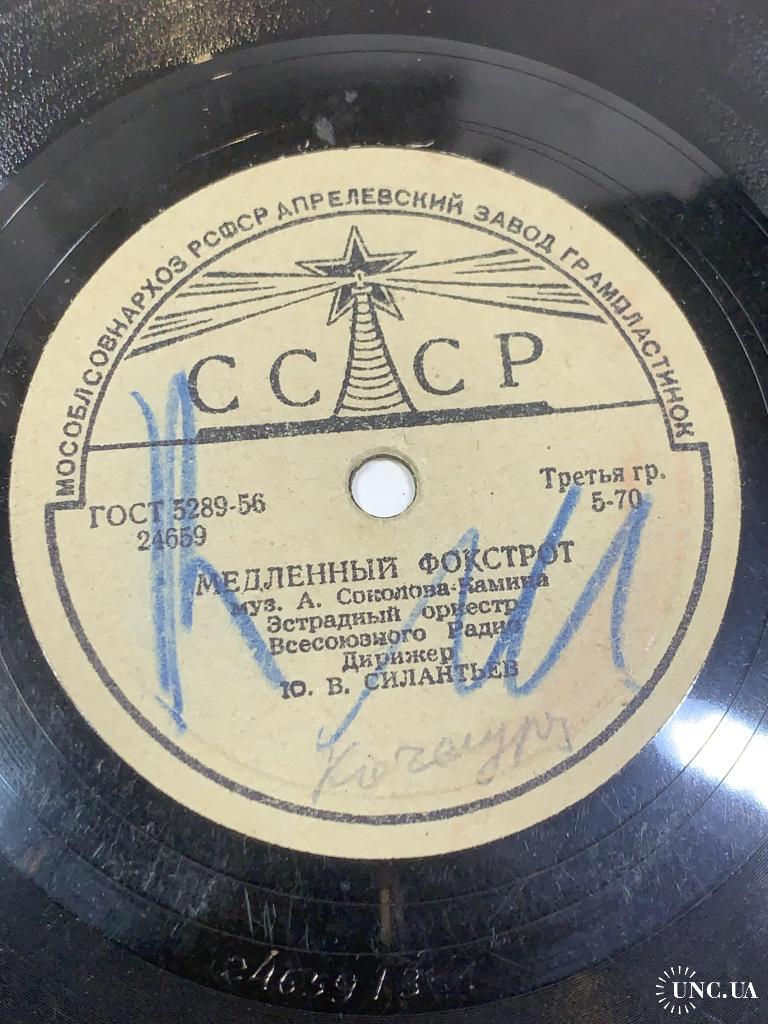 МОСОБЛСОВНАРХОЗ РСФСР АПРЕЛЕВСКИЙ ЗАВОД ГРАМПЛАСТИНОК
СССР
ГОСТ 5289-56
24659
Третья гр.
5-70
МЕДЛЕННЫЙ ФОКСТРОТ
муз. А. Соколова-Камина
Эстрадный оркестр
Всесоюзного Радио
Дирижер
Ю. В. СИЛАНТЬЕВ
UNC.UA